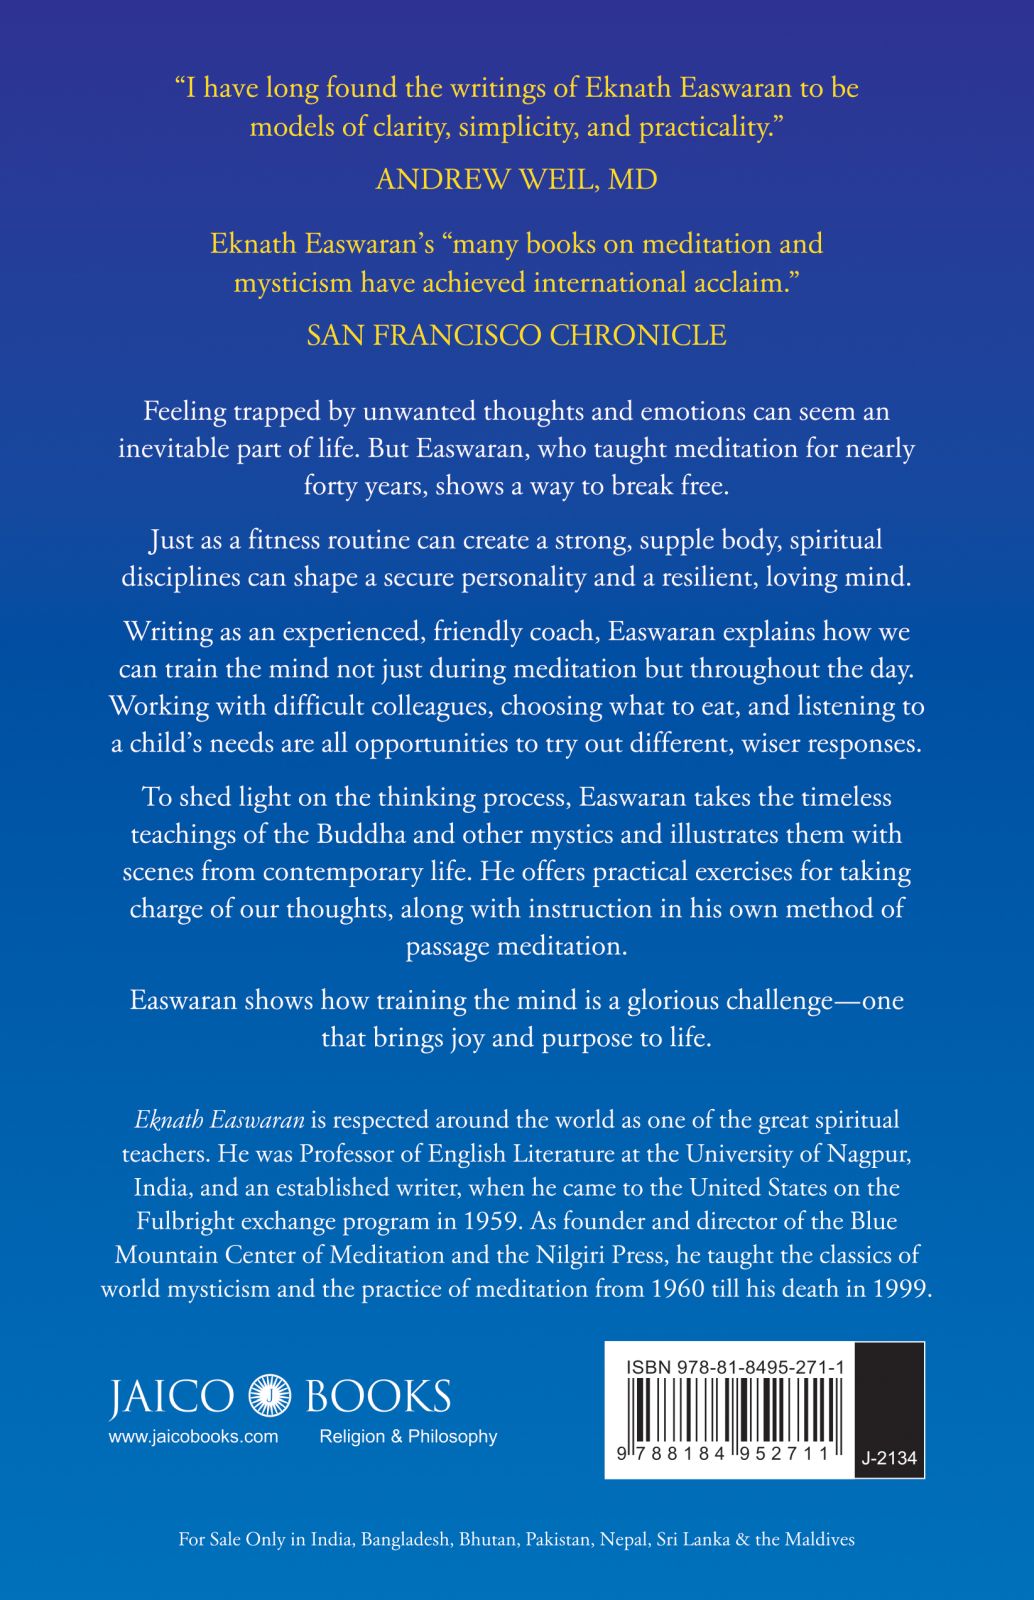 “I have long found the writings of Eknath Easwaran to be
models of clarity, simplicity, and practicality.”
ANDREW WEIL, MD
Eknath Easwaran’s “many books on meditation and
mysticism have achieved international acclaim.”
SAN FRANCISCO CHRONICLE
Feeling trapped by unwanted thoughts and emotions can seem an
inevitable part of life. But Easwaran, who taught meditation for nearly
forty years, shows a way to break free.
Just as a fitness routine can create a strong, supple body, spiritual
disciplines can shape a secure personality and a resilient, loving mind.
Writing as an experienced, friendly coach, Easwaran explains how we
can train the mind not just during meditation but throughout the day.
Working with difficult colleagues, choosing what to eat, and listening to
a child’s needs are all opportunities to try out different, wiser responses.
To shed light on the thinking process, Easwaran takes the timeless
teachings of the Buddha and other mystics and illustrates them with
scenes from contemporary life. He offers practical exercises for taking
charge of our thoughts, along with instruction in his own method of
passage meditation.
Easwaran shows how training the mind is a glorious challenge—one
that brings joy and purpose to life.
Eknath Easwaran is respected around the world as one of the great spiritual
teachers. He was Professor of English Literature at the University of Nagpur,
India, and an established writer, when he came to the United States on the
Fulbright exchange program in 1959. As founder and director of the Blue
Mountain Center of Meditation and the Nilgiri Press, he taught the classics of
world mysticism and the practice of meditation from 1960 till his death in 1999.
JAICO J BOOKS
www.jaicobooks.com Religion & Philosophy
ISBN 978-81-8495-271-1
9 788184 952711
J-2134
For Sale Only in India, Bangladesh, Bhutan, Pakistan, Nepal, Sri Lanka & the Maldives